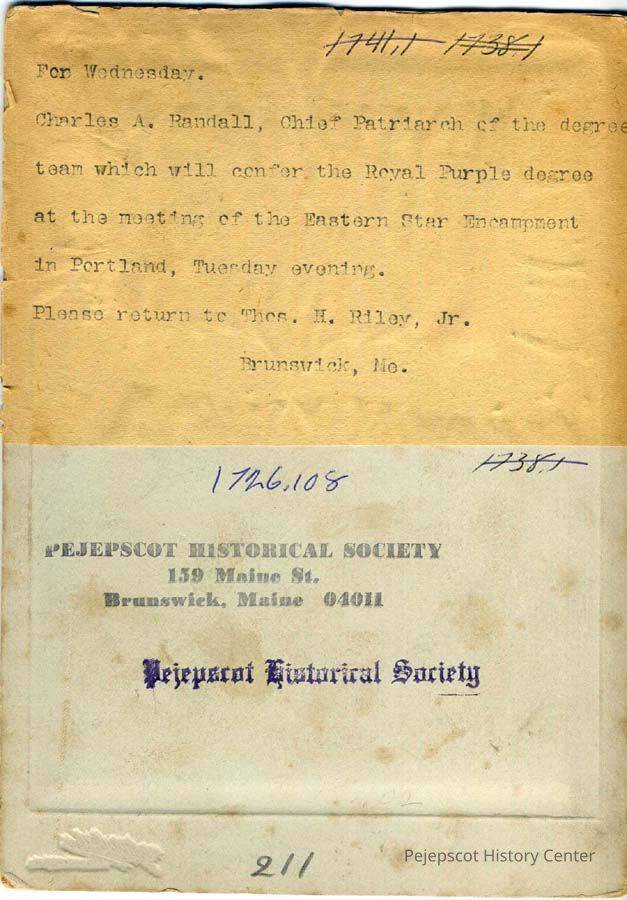 1741.1 1738.1
For Wednesday.
Charles A. Randall, Chief Patriarch of the degree
team which will confer the Royal Purple degree
at the meeting of the Eastern Star Encampment
in Portland, Tuesday evening.
Please return to Thos. H. Riley, Jr.
Brunswick, Me.
1738.1
1726.108
PEJEPSCOT HISTORICAL SOCIETY
159 Maine St.
Brunswick, Maine 04011
Pejepscot Historical Society
211
Pejepscot History Center